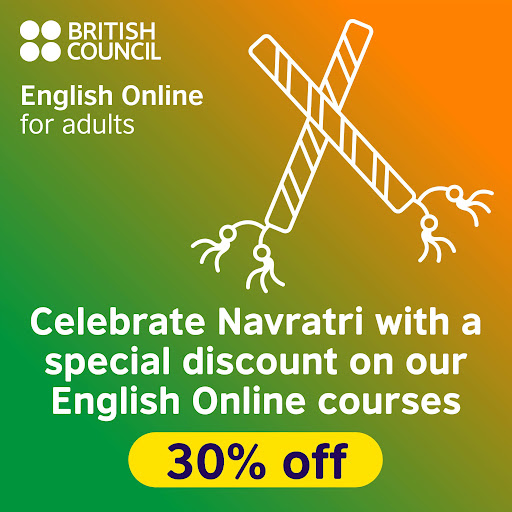 BRITISH
COUNCIL
English Online
for adults
Celebrate Navratri with a
special discount on our
English Online courses
30% off